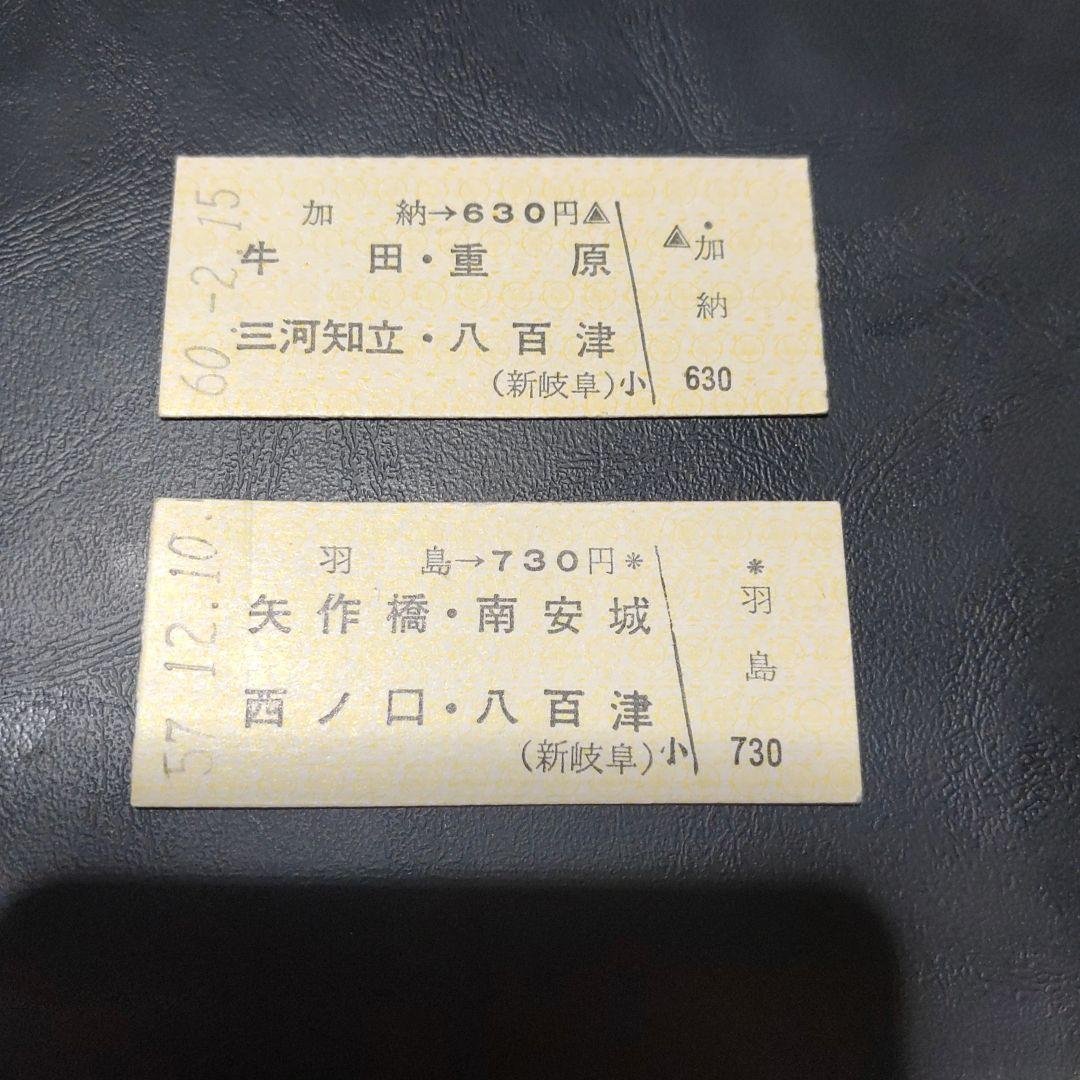 60.-2.15
加納→630円
牛田・重原
三河知立・八百津
(新岐阜)小
加納
630
57.12.10.
羽島→730円*
矢作橋・南安城
西ノ口・八百津
(新岐阜)小
*
羽島
730